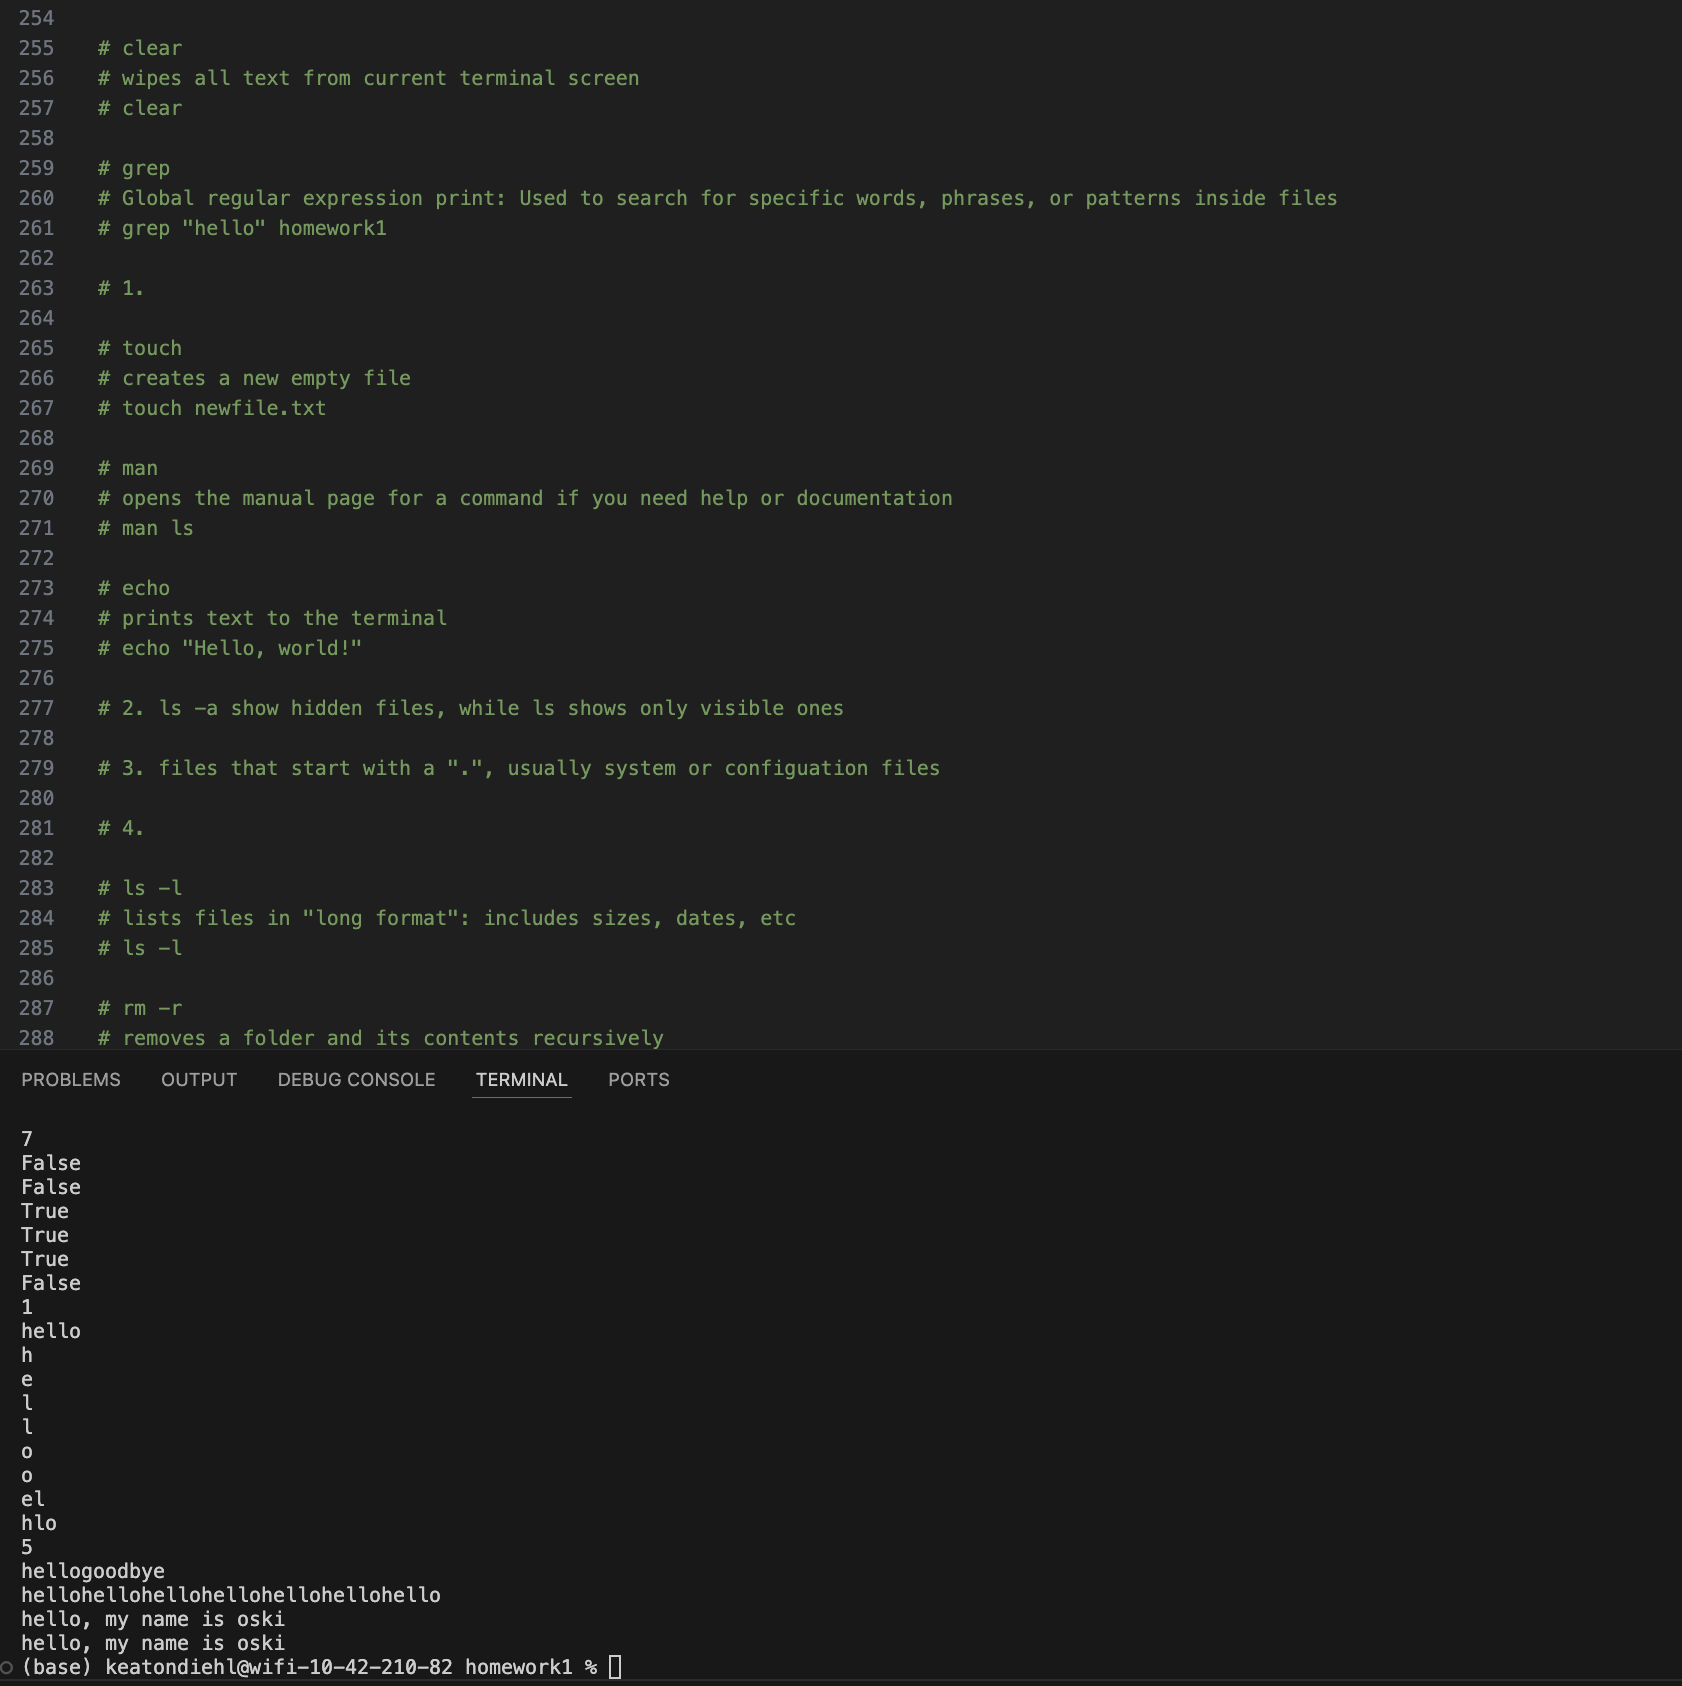 254
255 # clear
256 # wipes all text from current terminal screen
257 # clear
258
259 # grep
260 # Global regular expression print: Used to search for specific words, phrases, or patterns inside files
261 # grep "hello" homework1
262
263 # 1.
264
265 # touch
266 # creates a new empty file
267 # touch newfile.txt
268
269 # man
270 # opens the manual page for a command if you need help or documentation
271 # man ls
272
273 # echo
274 # prints text to the terminal
275 # echo "Hello, world!"
276
277 # 2. ls -a show hidden files, while ls shows only visible ones
278
279 # 3. files that start with a ".", usually system or configuation files
280
281 # 4.
282
283 # ls -l
284 # lists files in "long format": includes sizes, dates, etc
285 # ls -l
286
287 # rm -r
288 # removes a folder and its contents recursively
PROBLEMS OUTPUT DEBUG CONSOLE TERMINAL PORTS
7
False
False
True
True
True
False
1
hello
h
e
l
l
o
o
el
hlo
5
hellogoodbye
hellohellohellohellohellohellohello
hello, my name is oski
hello, my name is oski
(base) keatondiehl@wifi-10-42-210-82 homework1 %